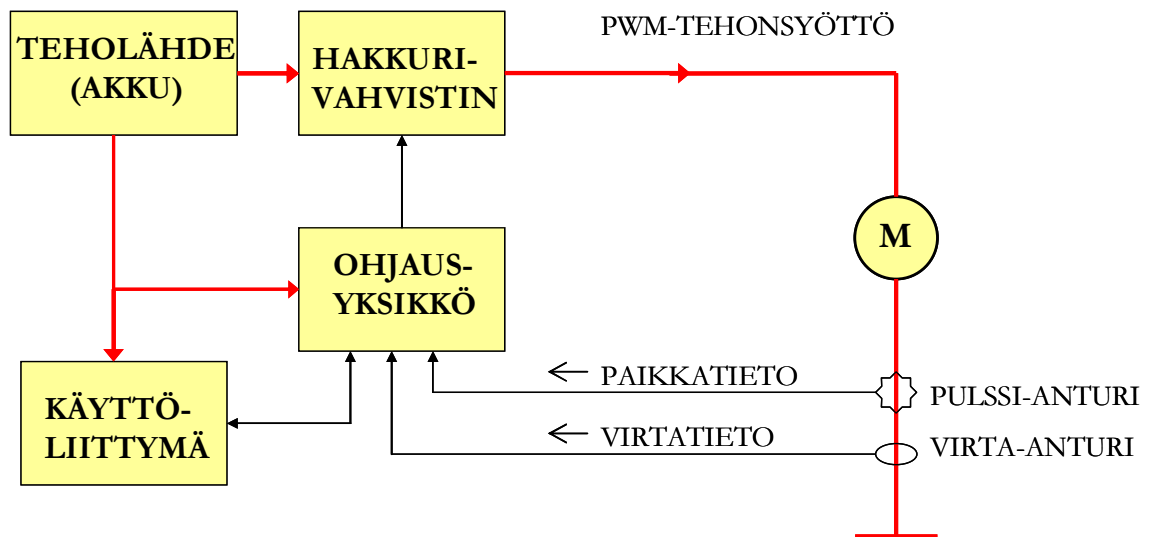 PWM-TEHONSYÖTTÖ
TEHOLÄHDE
(AKKU)
HAKKURI-
VAHVISTIN
M
OHJAUS-
YKSIKKÖ
PAIKKATIETO
PULSSI-ANTURI
KÄYTTÖ-
LIITTYMÄ
VIRTATIETO
VIRTA-ANTURI